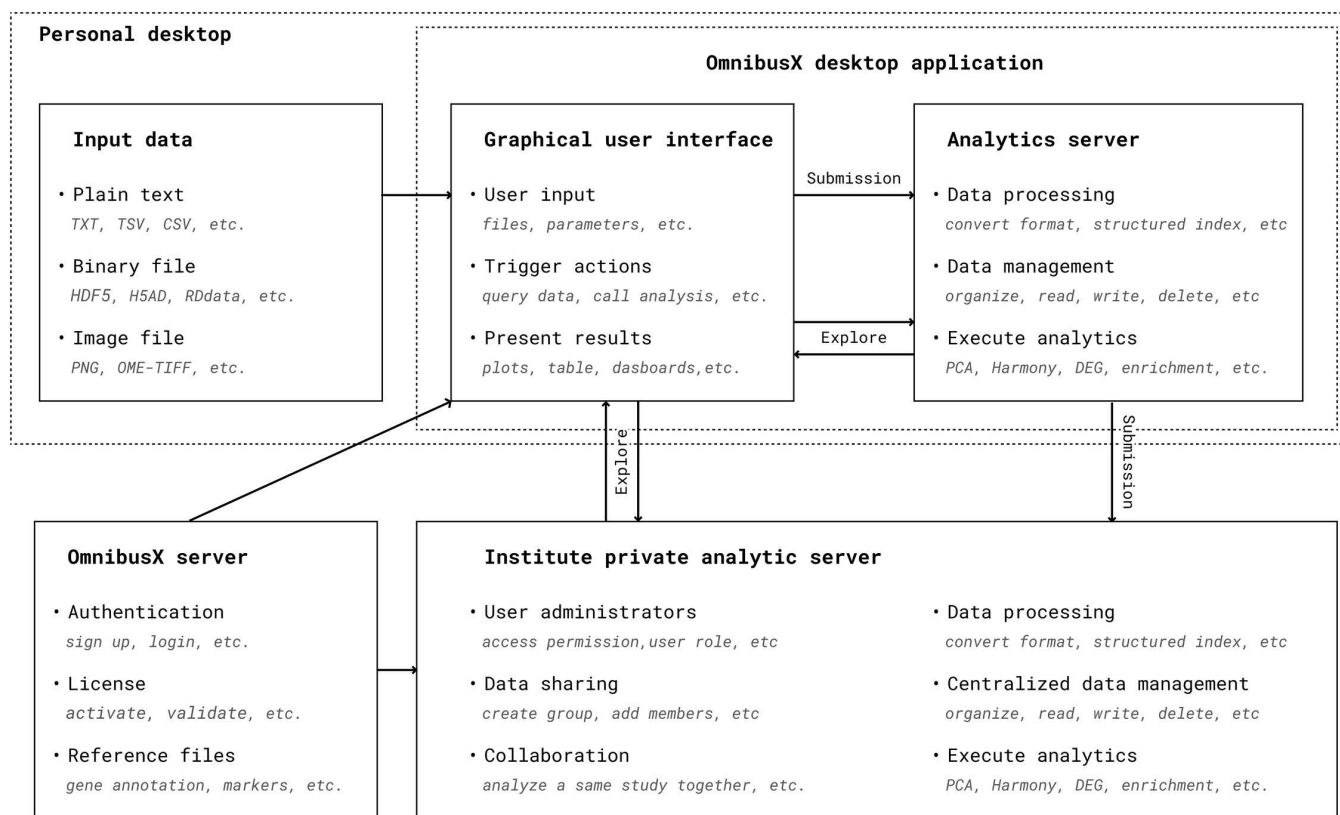 Personal desktop
OmnibusX desktop application
Input data
• Plain text
TXT, TSV, CSV, etc.
• Binary file
HDF5, H5AD, RDdata, etc.
• Image file
PNG, OME-TIFF, etc.
Graphical user interface
• User input
files, parameters, etc.
• Trigger actions
query data, call analysis, etc.
• Present results
plots, table, dasboards,etc.
Submission
Explore
Analytics server
• Data processing
convert format, structured index, etc
• Data management
organize, read, write, delete, etc
• Execute analytics
PCA, Harmony, DEG, enrichment, etc.
Explore
Submission
OmnibusX server
• Authentication
sign up, login, etc.
• License
activate, validate, etc.
• Reference files
gene annotation, markers, etc.
Institute private analytic server
• User administrators
access permission,user role, etc
• Data sharing
create group, add members, etc
• Collaboration
analyze a same study together, etc.
• Data processing
convert format, structured index, etc
• Centralized data management
organize, read, write, delete, etc
• Execute analytics
PCA, Harmony, DEG, enrichment, etc.